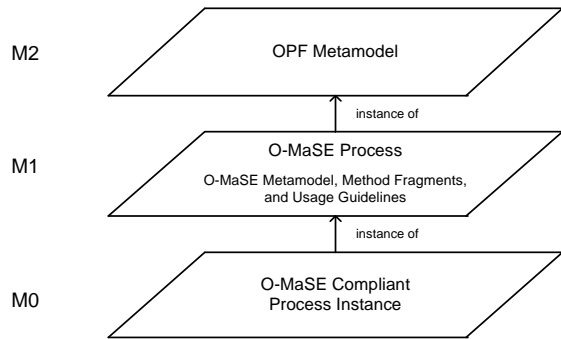 M2
OPF Metamodel
instance of
M1
O-MaSE Process
O-MaSE Metamodel, Method Fragments,
and Usage Guidelines
instance of
M0
O-MaSE Compliant
Process Instance